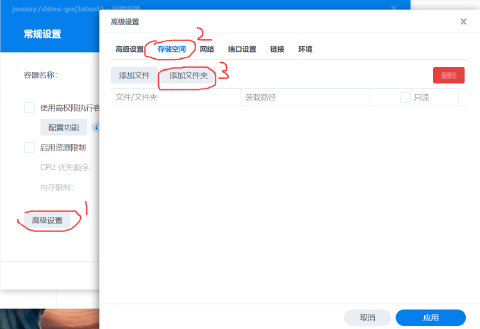 jeessy/ddns-go(latest)
常规设置
容器名称:
使用高权限执行容
配置功能
启用资源限制
CPU 优先顺序:
内存限制:
高级设置
1
高级设置
2
高级设置 存储空间 网络 端口设置 链接 环境
添加文件 添加文件夹 3 删除
文件/文件夹 装载路径 只读
取消 应用